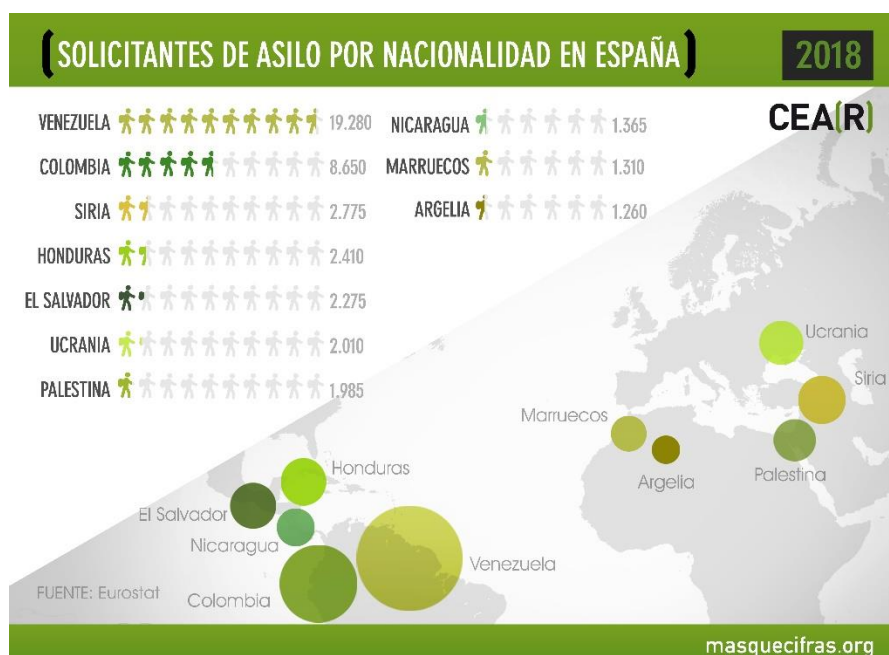 (SOLICITANTES DE ASILO POR NACIONALIDAD EN ESPAÑA)
2018
CEA(R)
VENEZUELA 19.280
COLOMBIA 8.650
SIRIA 2.775
HONDURAS 2.410
EL SALVADOR 2.275
UCRANIA 2.010
PALESTINA 1.985
NICARAGUA 1.365
MARRUECOS 1.310
ARGELIA 1.260
Ucrania
Siria
Marruecos
Argelia
Palestina
Honduras
El Salvador
Nicaragua
Venezuela
Colombia
FUENTE: Eurostat
masquecifras.org